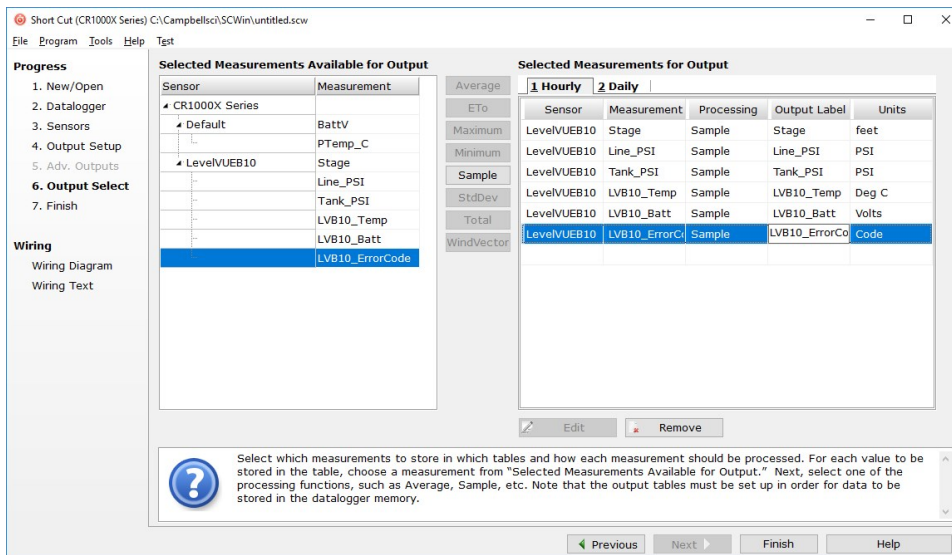 Short Cut (CR1000X Series) C:\Campbellsci\SCWin\untitled.scw
File Program Tools Help Test
Progress
1. New/Open
2. Datalogger
3. Sensors
4. Output Setup
5. Adv. Outputs
6. Output Select
7. Finish
Wiring
Wiring Diagram
Wiring Text
Selected Measurements Available for Output
Sensor Measurement
CR1000X Series
Default BattV
PTemp_C
LevelVUEB10 Stage
Line_PSI
Tank_PSI
LVB10_Temp
LVB10_Batt
LVB10_ErrorCode
Average
ETo
Maximum
Minimum
Sample
StdDev
Total
WindVector
Selected Measurements for Output
1 Hourly 2 Daily
Sensor Measurement Processing Output Label Units
LevelVUEB10 Stage Sample Stage feet
LevelVUEB10 Line_PSI Sample Line_PSI PSI
LevelVUEB10 Tank_PSI Sample Tank_PSI PSI
LevelVUEB10 LVB10_Temp Sample LVB10_Temp Deg C
LevelVUEB10 LVB10_Batt Sample LVB10_Batt Volts
LevelVUEB10 LVB10_ErrorC Sample LVB10_ErrorCo Code
Edit Remove
Select which measurements to store in which tables and how each measurement should be processed. For each value to be
stored in the table, choose a measurement from “Selected Measurements Available for Output.” Next, select one of the
processing functions, such as Average, Sample, etc. Note that the output tables must be set up in order for data to be
stored in the datalogger memory.
Previous Next Finish Help